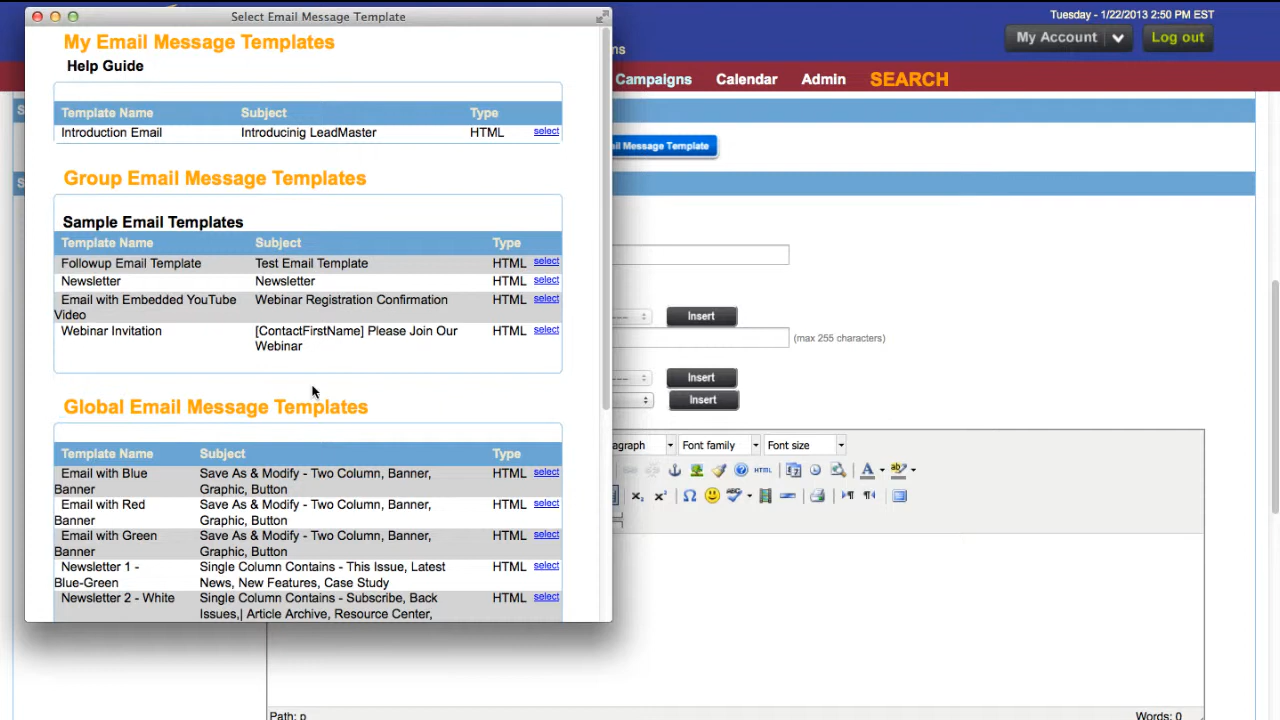 Select Email Message Template
My Email Message Templates
Help Guide
Template Name Subject Type
Introduction Email Introducinig LeadMaster HTML select
Group Email Message Templates
Sample Email Templates
Template Name Subject Type
Followup Email Template Test Email Template HTML select
Newsletter Newsletter HTML select
Email with Embedded YouTube Webinar Registration Confirmation HTML select
Video
Webinar Invitation [ContactFirstName] Please Join Our HTML select
Webinar
Global Email Message Templates
Template Name Subject Type
Email with Blue Save As & Modify - Two Column, Banner, HTML select
Banner Graphic, Button
Email with Red Save As & Modify - Two Column, Banner, HTML select
Banner Graphic, Button
Email with Green Save As & Modify - Two Column, Banner, HTML select
Banner Graphic, Button
Newsletter 1 - Single Column Contains - This Issue, Latest HTML select
Blue-Green News, New Features, Case Study
Newsletter 2 - White Single Column Contains - Subscribe, Back HTML select
Issues,| Article Archive, Resource Center,
Tuesday - 1/22/2013 2:50 PM EST
ns My Account Log out
Campaigns Calendar Admin SEARCH
il Message Template
Insert
(max 255 characters)
Insert
Insert
agraph Font family Font size
HTML
Path: p Words: 0